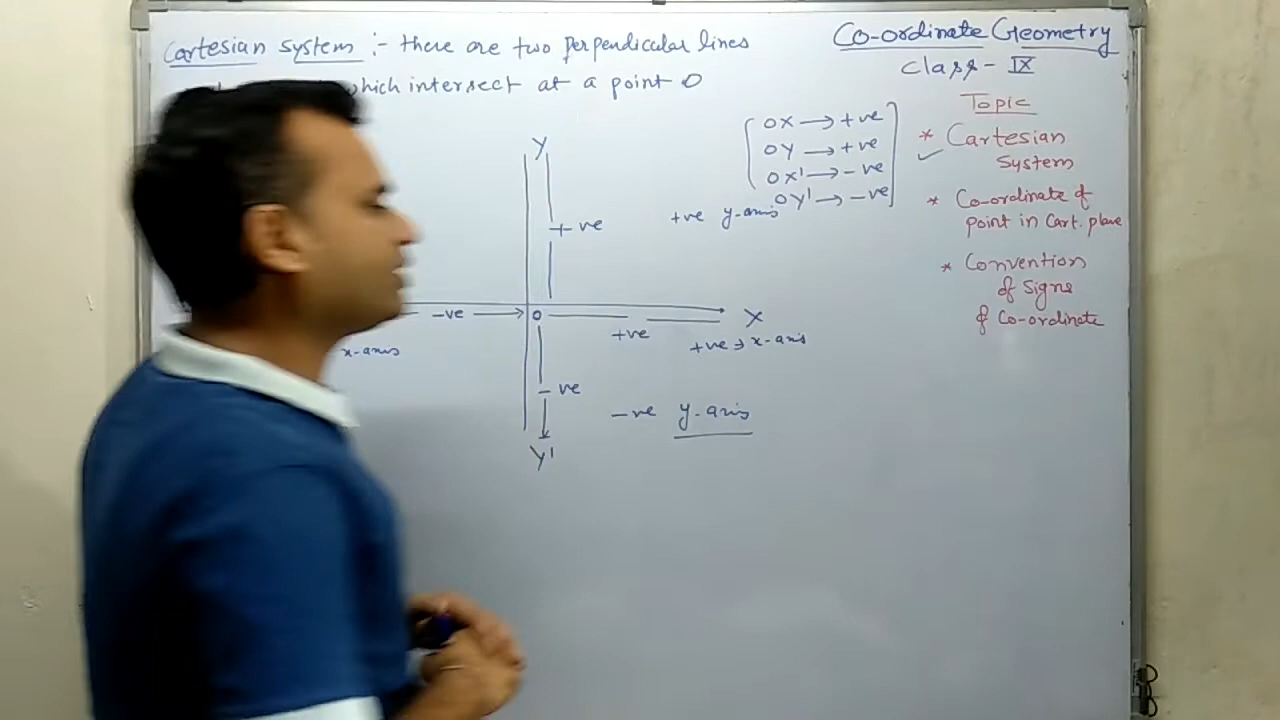 Cartesian system :- there are two perpendicular lines
which intersect at a point O
Co-ordinate Geometry
Class - IX
Topic
* Cartesian
System
* Co-ordinate of
point in Cart. plane
* Convention
of Signs
of Co-ordinate
OX → +ve
OY → +ve
OX' → -ve
OY' → -ve
Y
+ve
+ve y-axis
-ve
O
X
+ve
+ve → x-axis
x-axis
-ve
-ve y-axis
Y'